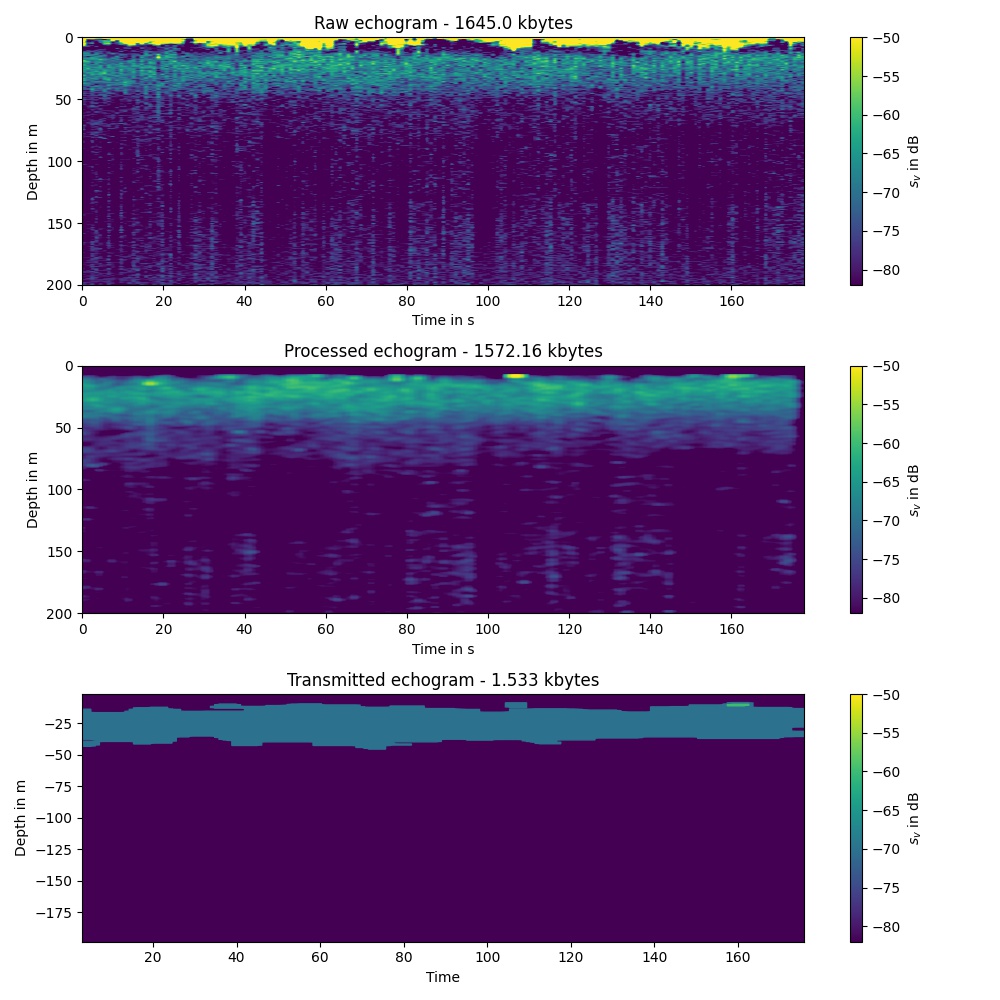 Raw echogram - 1645.0 kbytes
0
50
100
150
200
Depth in m
0 20 40 60 80 100 120 140 160
Time in s
−50
−55
−60
−65
−70
−75
−80
sv in dB
Processed echogram - 1572.16 kbytes
0
50
100
150
200
Depth in m
0 20 40 60 80 100 120 140 160
Time in s
−50
−55
−60
−65
−70
−75
−80
sv in dB
Transmitted echogram - 1.533 kbytes
−25
−50
−75
−100
−125
−150
−175
Depth in m
20 40 60 80 100 120 140 160
Time
−50
−55
−60
−65
−70
−75
−80
sv in dB